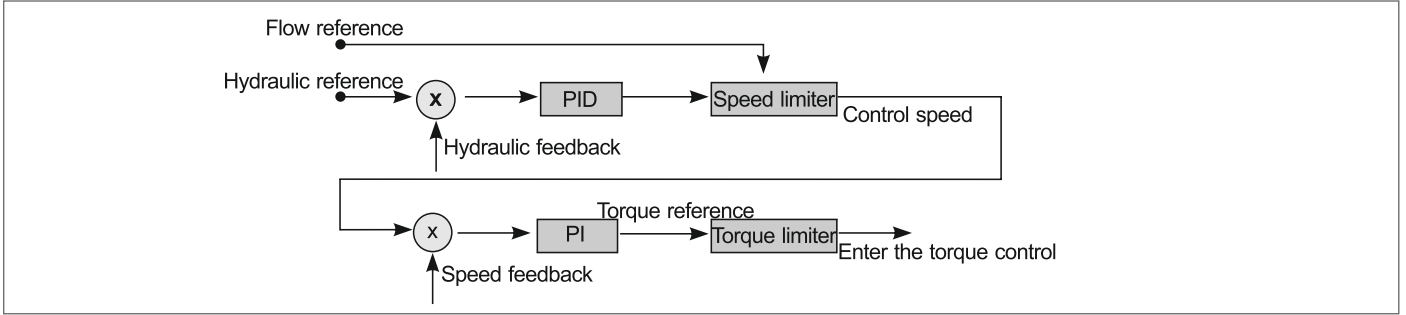 Flow reference
Hydraulic reference
x
PID
Speed limiter
Control speed
Hydraulic feedback
Torque reference
x
PI
Torque limiter
Enter the torque control
Speed feedback